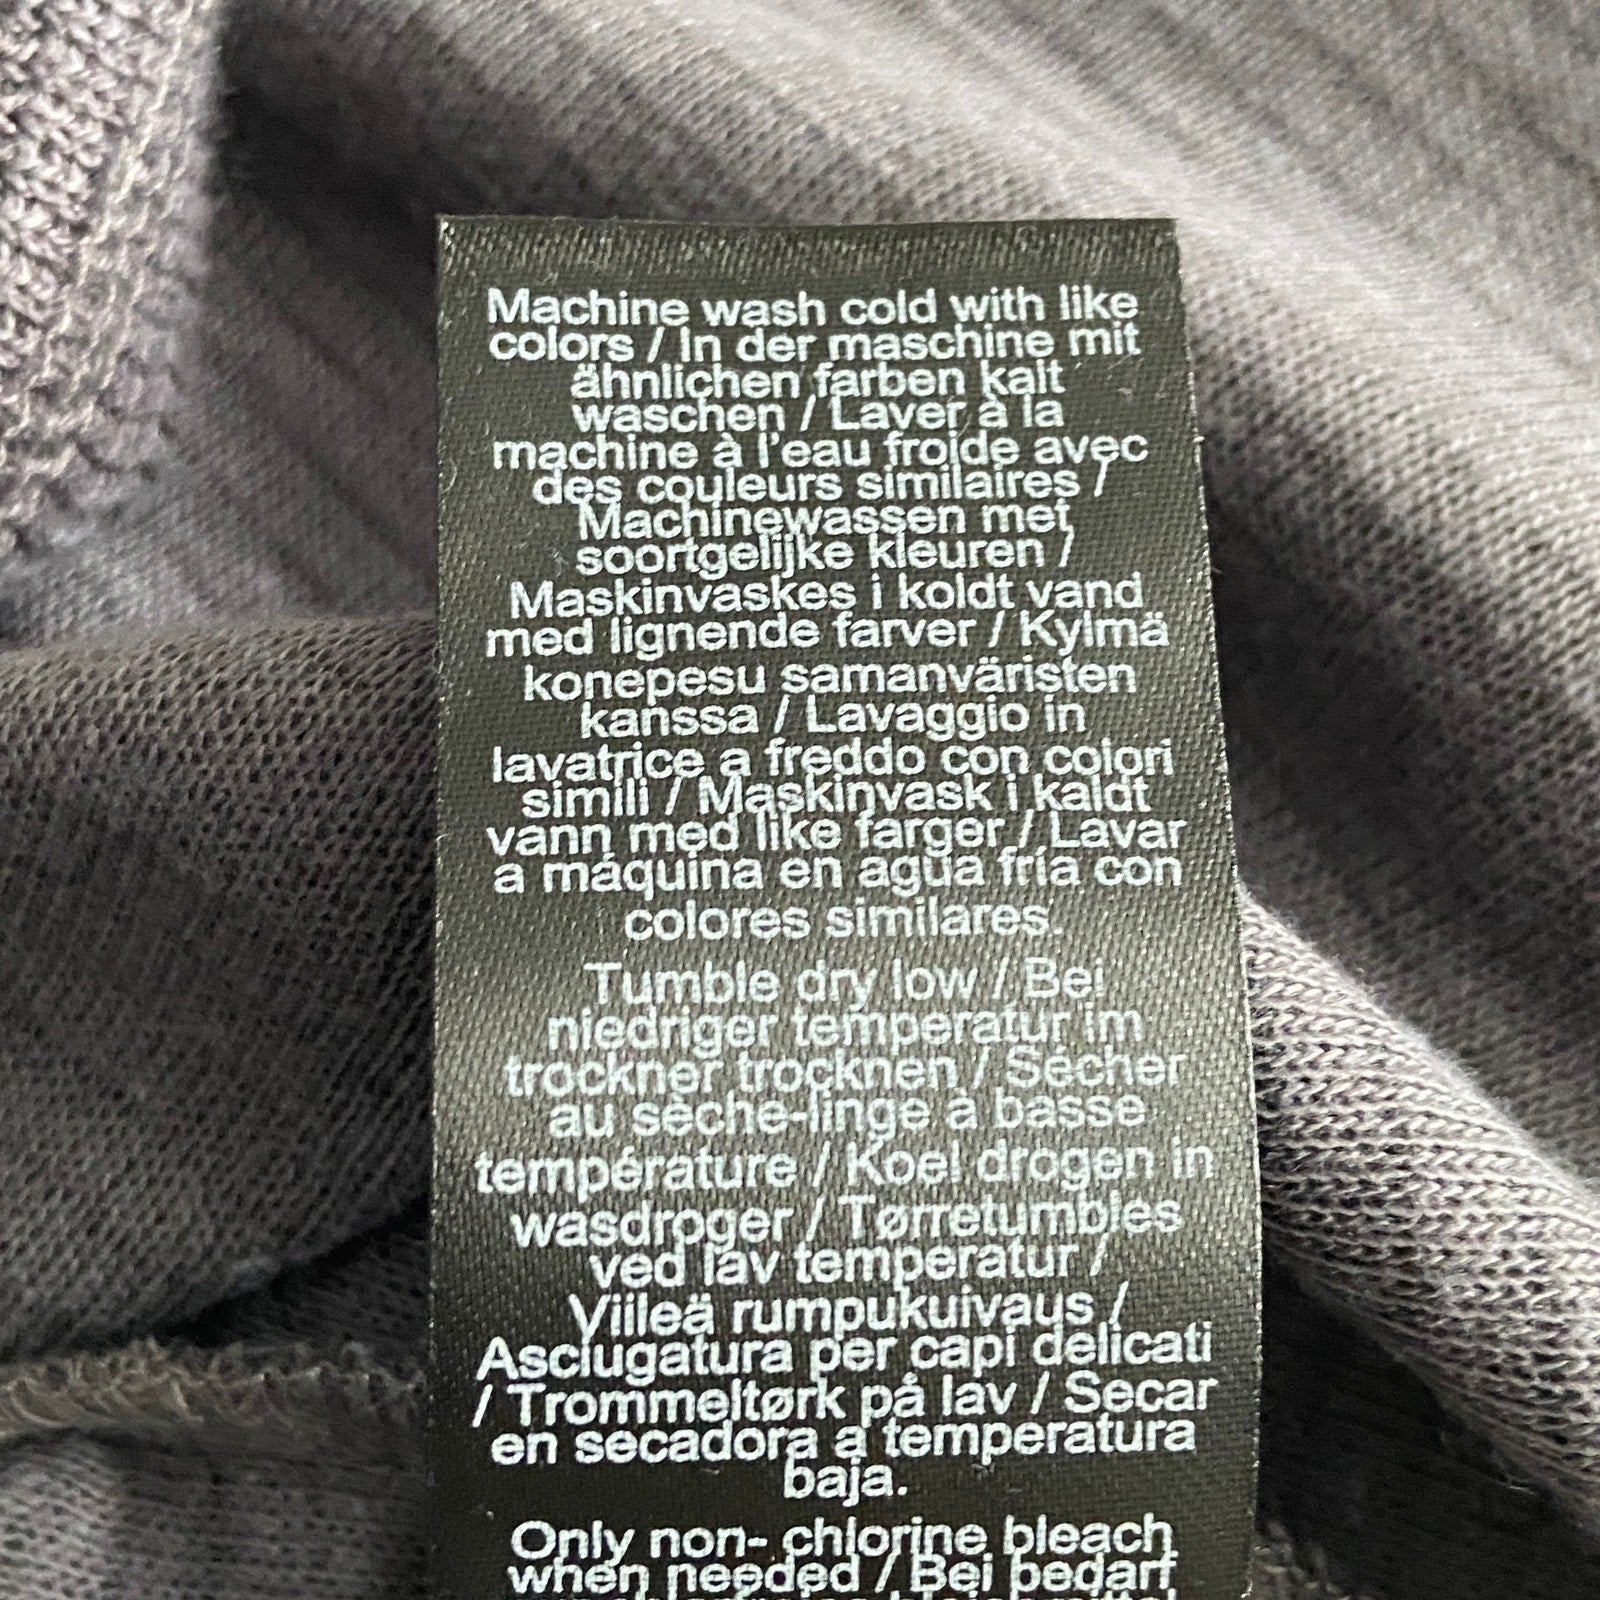 Machine wash cold with like
colors / In der maschine mit
ähnlichen farben kalt
waschen / Laver à la
machine à l'eau froide avec
des couleurs similaires /
Machinewassen met
soortgelijke kleuren /
Maskinvaskes i koldt vand
med lignende farver / Kylmä
konepesu samanväristen
kanssa / Lavaggio in
lavatrice a freddo con colori
simili / Maskinvask i kaldt
vann med like farger / Lavar
a máquina en agua fría con
colores similares.
Tumble dry low / Bei
niedriger temperatur im
trockner trocknen / Sécher
au sèche-linge à basse
température / Koel drogen in
wasdroger / Tørretumbles
ved lav temperatur /
Viileä rumpukuivaus /
Asciugatura per capi delicati
/ Trommeltørk på lav / Secar
en secadora a temperatura
baja.
Only non- chlorine bleach
when needed / Bei bedarf